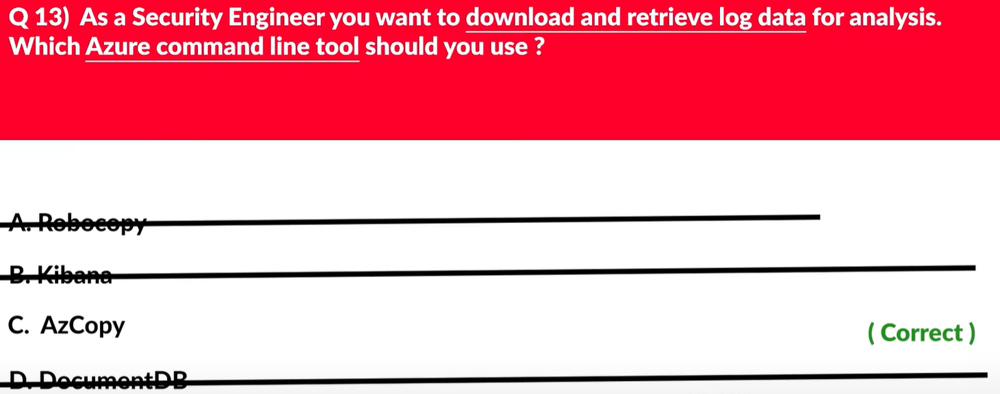 Q 13) As a Security Engineer you want to download and retrieve log data for analysis.
Which Azure command line tool should you use ?
A. Robocopy
B. Kibana
C. AzCopy
( Correct )
D. DocumentDB